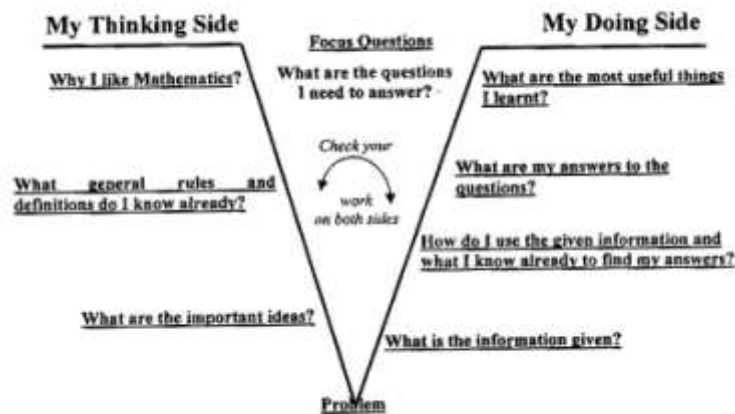 My Thinking Side
Why I like Mathematics?
What general rules and
definitions do I know already?
What are the important ideas?
Focus Questions
What are the questions
I need to answer?
Check your
work
on both sides
Problem
My Doing Side
What are the most useful things
I learnt?
What are my answers to the
questions?
How do I use the given information and
what I know already to find my answers?
What is the information given?